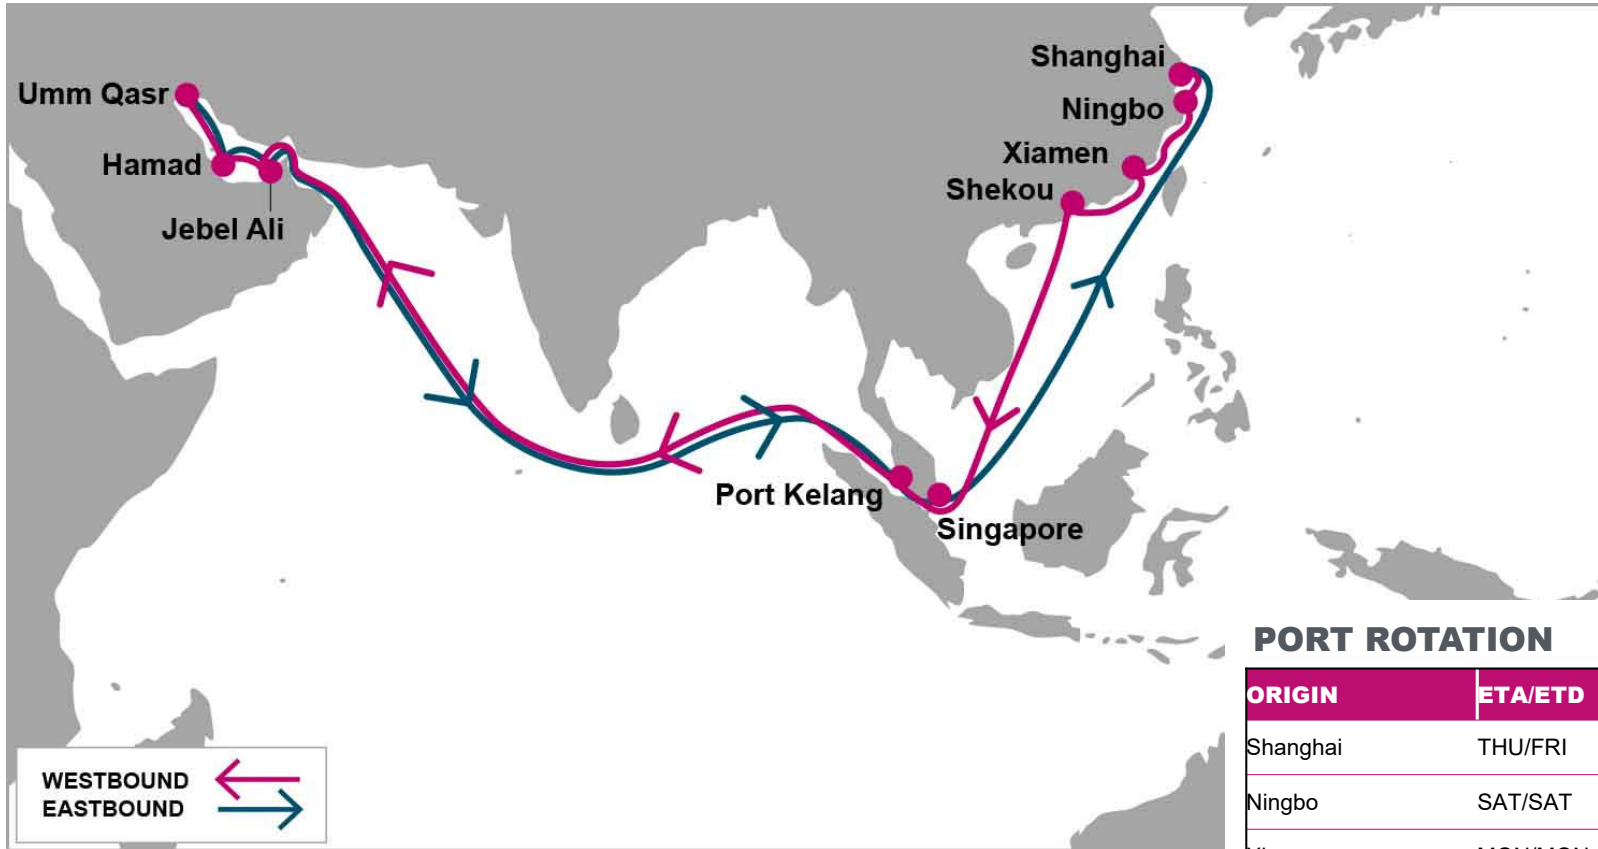 Shanghai
Umm Qasr
Ningbo
Xiamen
Hamad
Shekou
Jebel Ali
Port Kelang
Singapore
PORT ROTATION
ORIGIN ETA/ETD
Shanghai THU/FRI
Ningbo SAT/SAT
WESTBOUND
EASTBOUND